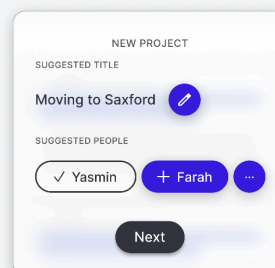 NEW PROJECT
SUGGESTED TITLE
Moving to Saxford
SUGGESTED PEOPLE
✓ Yasmin + Farah ...
Next